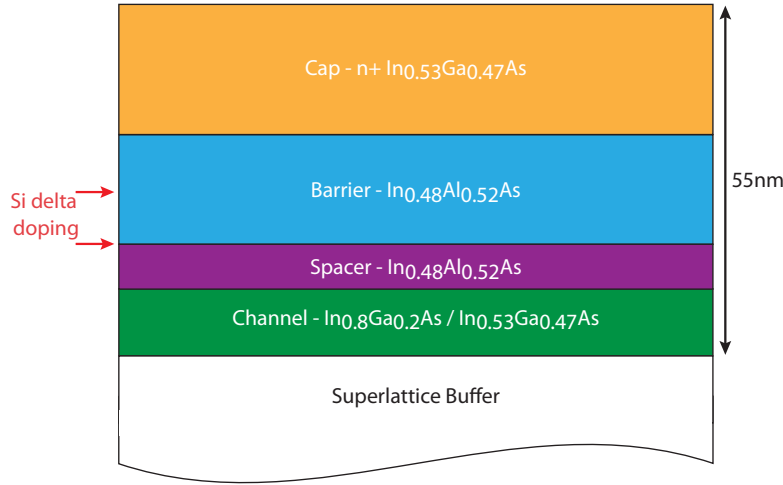 Cap - n+ In0.53Ga0.47As
Barrier - In0.48Al0.52As
Si delta
doping
55nm
Spacer - In0.48Al0.52As
Channel - In0.8Ga0.2As / In0.53Ga0.47As
Superlattice Buffer